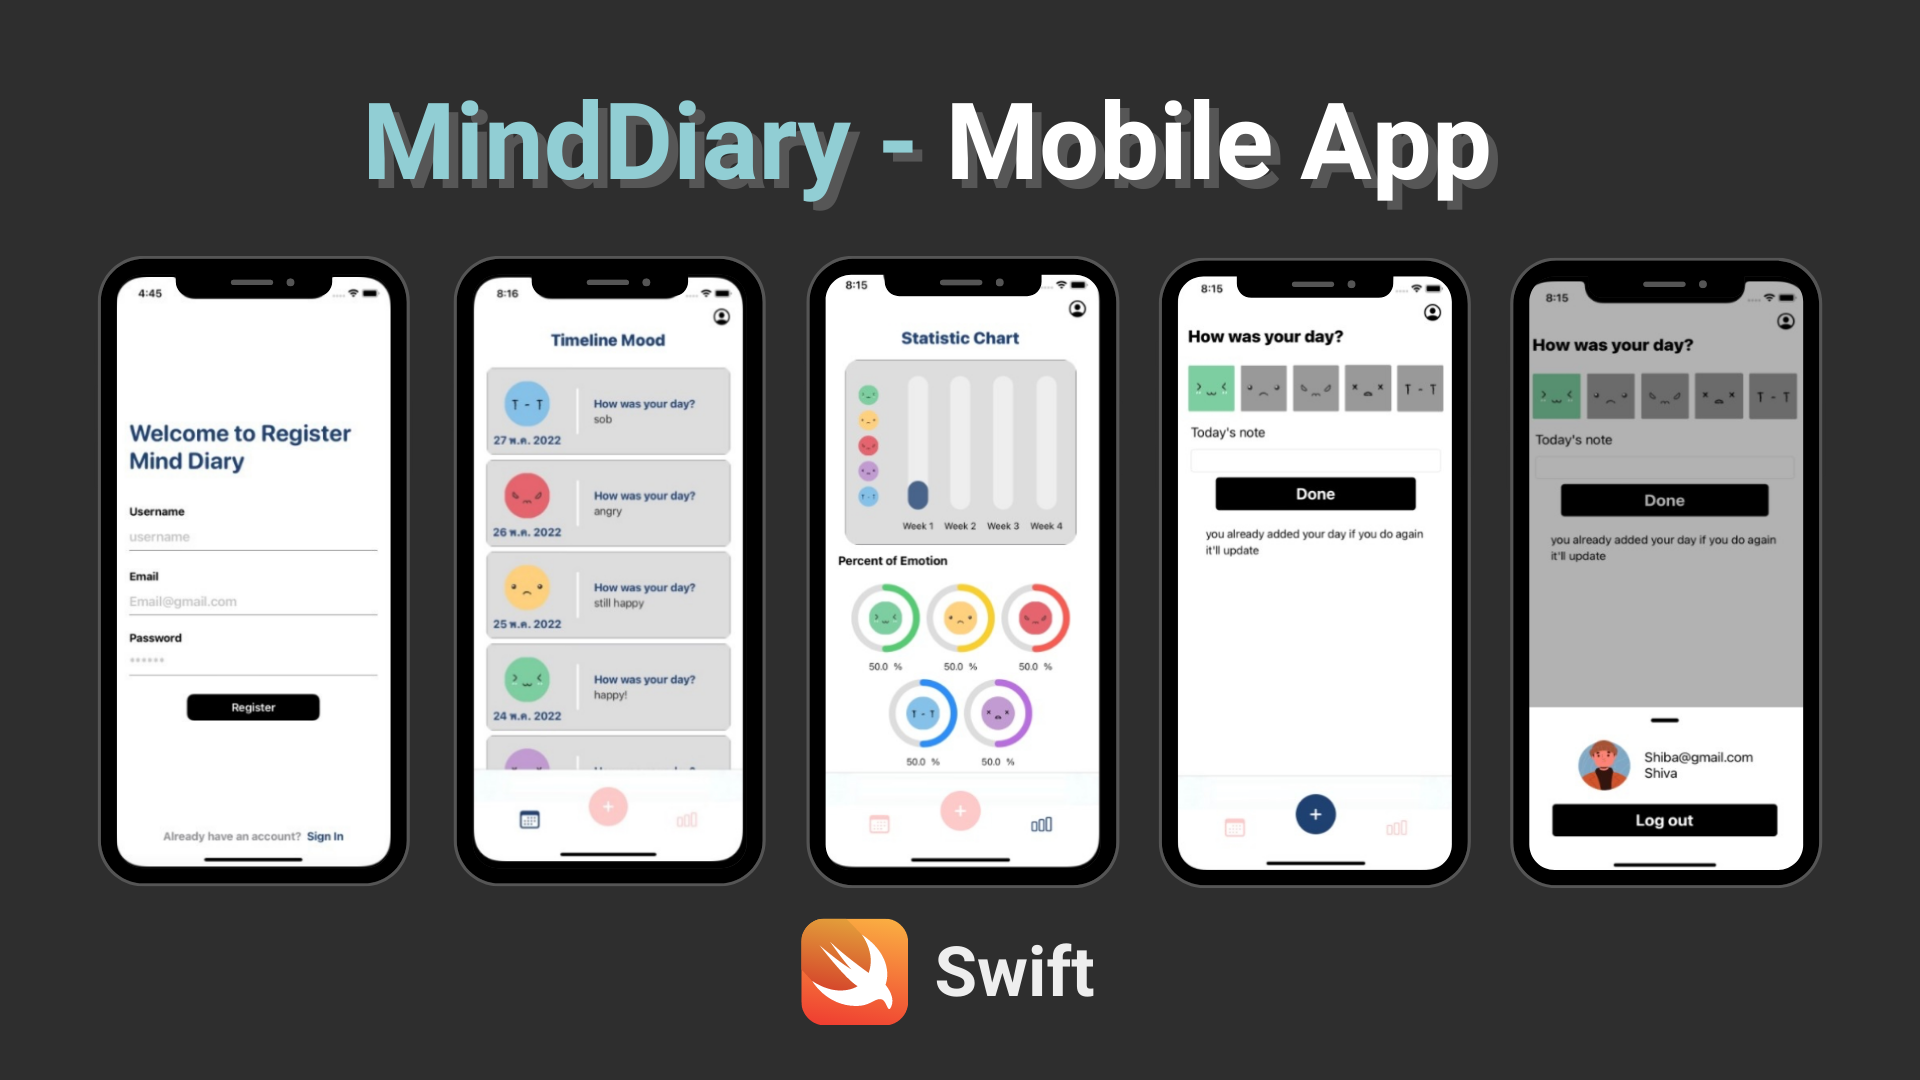 MindDiary - Mobile App
4:45
Welcome to Register
Mind Diary
Username
username
Email
Email@gmail.com
Password
******
Register
Already have an account? Sign In
8:16
Timeline Mood
T - T
How was your day?
sob
27 พ.ค. 2022
How was your day?
angry
26 พ.ค. 2022
How was your day?
still happy
25 พ.ค. 2022
How was your day?
happy!
24 พ.ค. 2022
8:15
Statistic Chart
Week 1 Week 2 Week 3 Week 4
Percent of Emotion
50.0 % 50.0 % 50.0 %
T - T
50.0 % 50.0 %
8:15
How was your day?
T - T
Today's note
Done
you already added your day if you do again
it'll update
8:15
How was your day?
T - T
Today's note
Done
you already added your day if you do again
it'll update
Shiba@gmail.com
Shiva
Log out
Swift